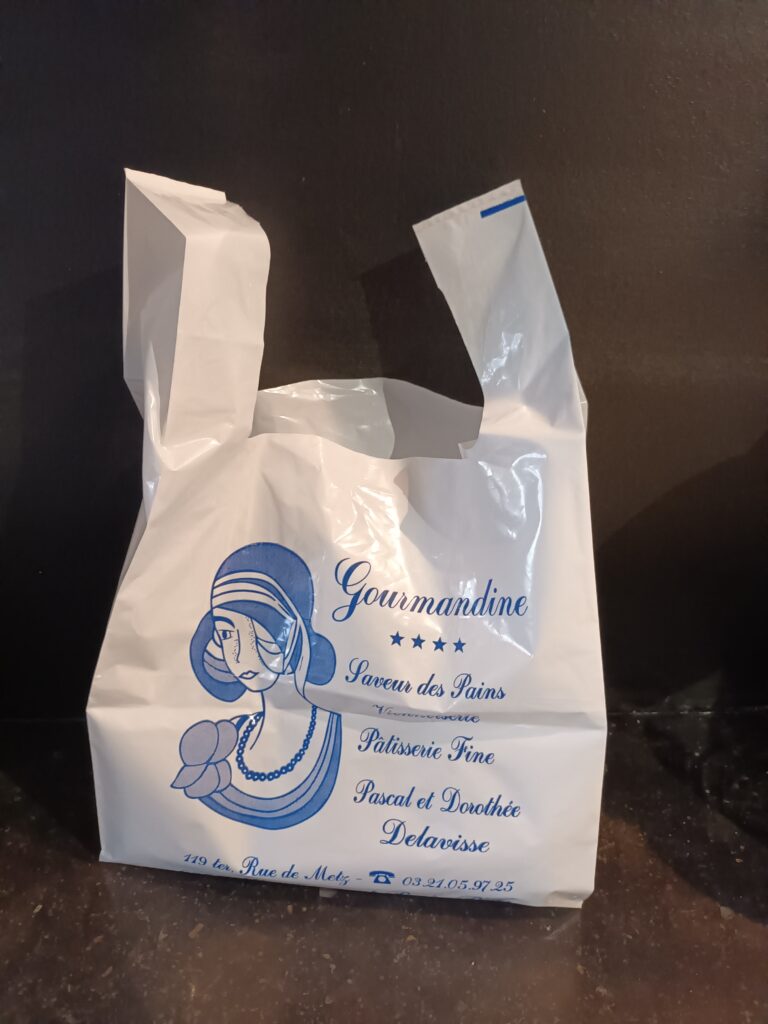 Gourmandine
★★★★
Saveur des Pains
Viennoiserie
Pâtisserie Fine
Pascal et Dorothée
Delavisse
119 ter, Rue de Metz - ☎ 03.21.05.97.25